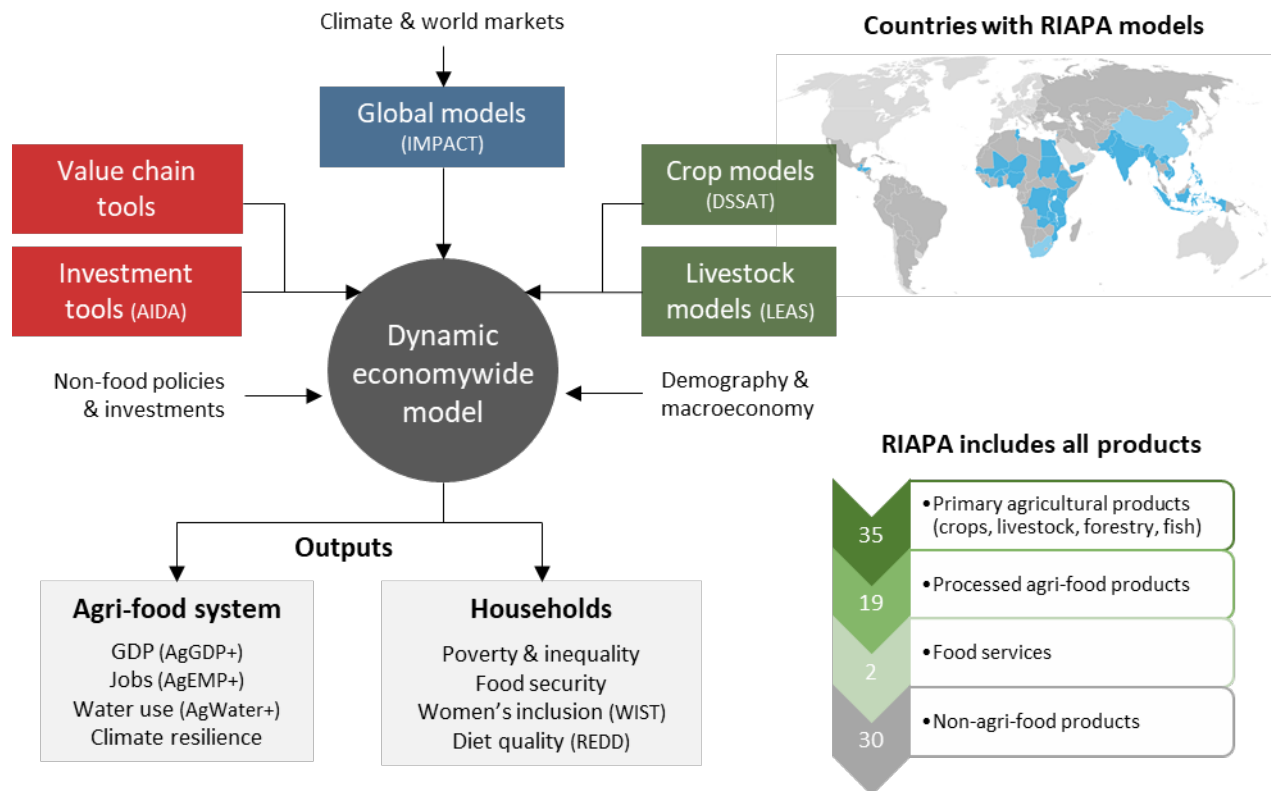 Climate & world markets
Global models
(IMPACT)
Value chain
tools
Investment
tools (AIDA)
Crop models
(DSSAT)
Livestock
models (LEAS)
Dynamic
economywide
model
Non-food policies
& investments
Demography &
macroeconomy
Outputs
Agri-food system
GDP (AgGDP+)
Jobs (AgEMP+)
Water use (AgWater+)
Climate resilience
Households
Poverty & inequality
Food security
Women's inclusion (WIST)
Diet quality (REDD)
Countries with RIAPA models
RIAPA includes all products
35
•Primary agricultural products
(crops, livestock, forestry, fish)
19
•Processed agri-food products
2
•Food services
30
•Non-agri-food products